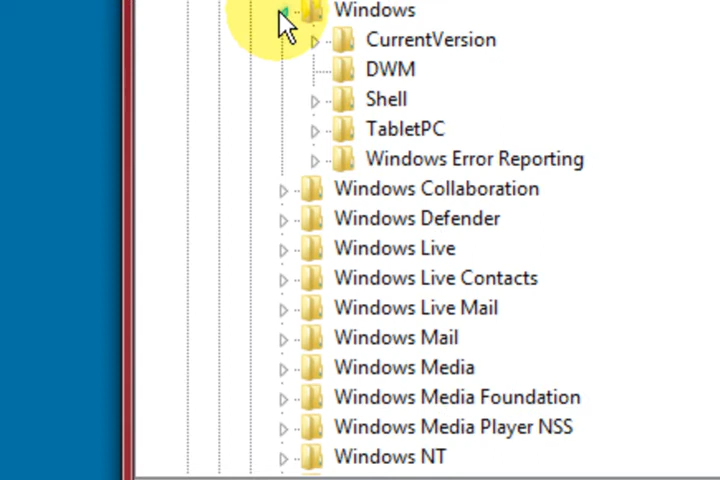 Windows
CurrentVersion
DWM
Shell
TabletPC
Windows Error Reporting
Windows Collaboration
Windows Defender
Windows Live
Windows Live Contacts
Windows Live Mail
Windows Mail
Windows Media
Windows Media Foundation
Windows Media Player NSS
Windows NT